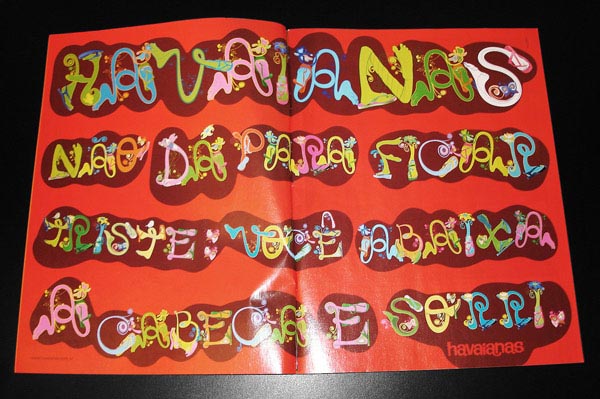 HAVAIANAS
NÃO DÁ PARA FICAR
TRISTE: VOCÊ ABAIXA
A CABEÇA E SORRI.
havaianas